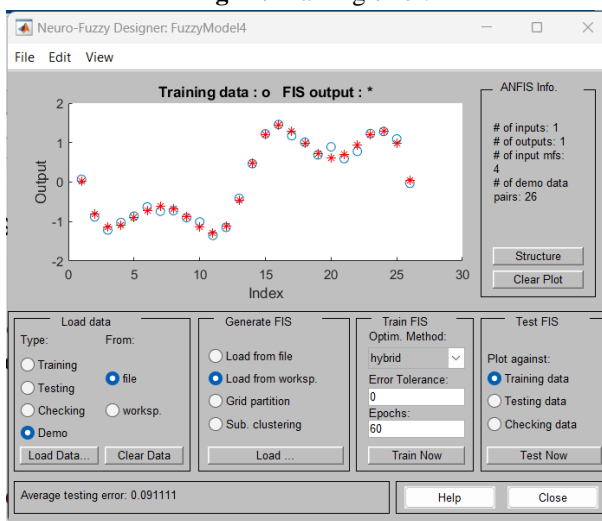 Neuro-Fuzzy Designer: FuzzyModel4
File Edit View
Training data : o FIS output : *
2
1
0
-1
-2
Output
0 5 10 15 20 25 30
Index
ANFIS Info.
# of inputs: 1
# of outputs: 1
# of input mfs:
4
# of demo data
pairs: 26
Structure
Clear Plot
Load data
Type: From:
Training
Testing
Checking
Demo
file
worksp.
Load Data... Clear Data
Generate FIS
Load from file
Load from worksp.
Grid partition
Sub. clustering
Load ...
Train FIS
Optim. Method:
hybrid
Error Tolerance:
0
Epochs:
60
Train Now
Test FIS
Plot against:
Training data
Testing data
Checking data
Test Now
Average testing error: 0.091111
Help Close